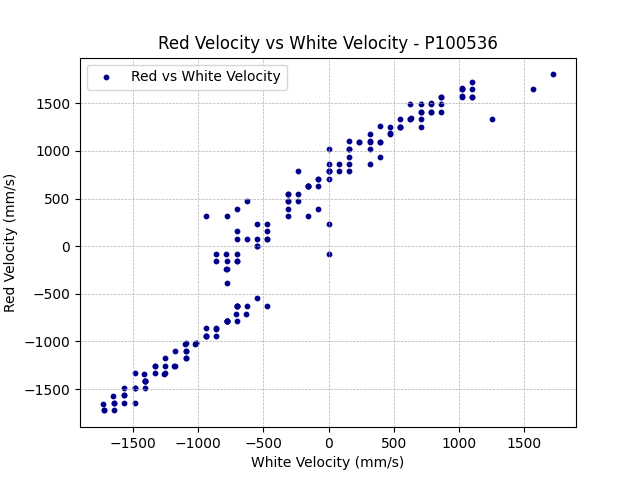 Red Velocity vs White Velocity - P100536
Red vs White Velocity
Red Velocity (mm/s)
1500
1000
500
0
−500
−1000
−1500
−1500 −1000 −500 0 500 1000 1500
White Velocity (mm/s)